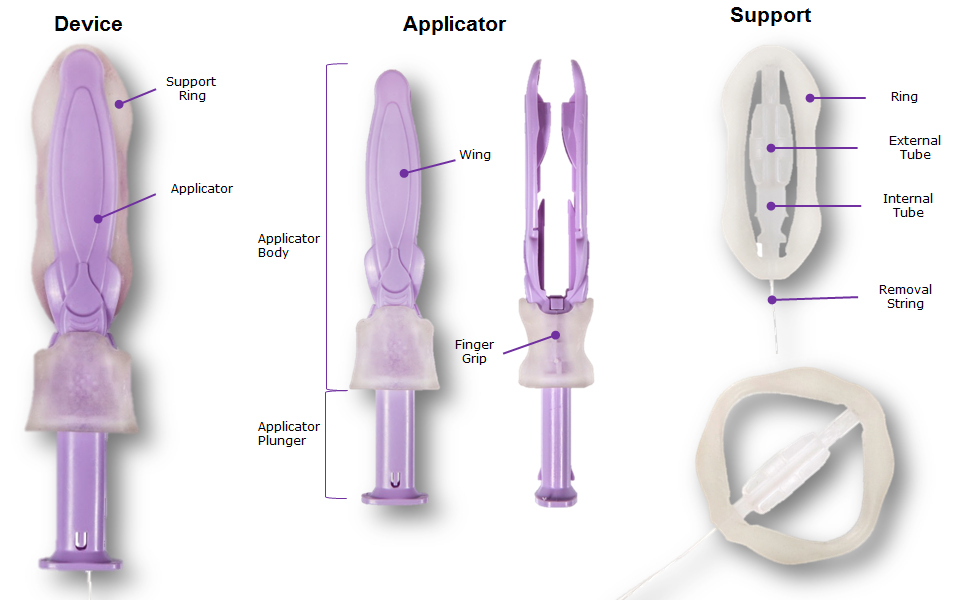 Device
Applicator
Support
Support
Ring
Applicator
Wing
Applicator
Body
Finger
Grip
Applicator
Plunger
Ring
External
Tube
Internal
Tube
Removal
String